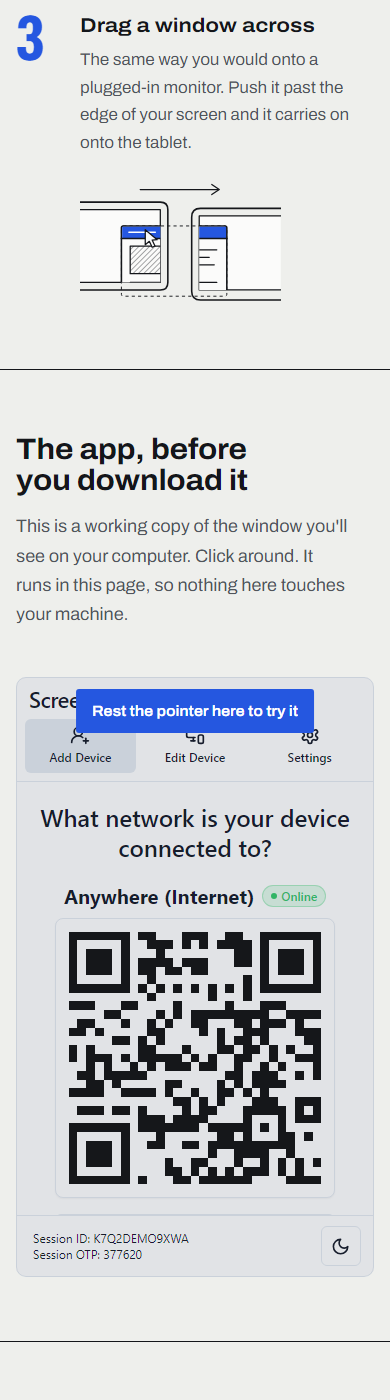 3
Drag a window across
The same way you would onto a
plugged-in monitor. Push it past the
edge of your screen and it carries on
onto the tablet.
The app, before
you download it
This is a working copy of the window you'll
see on your computer. Click around. It
runs in this page, so nothing here touches
your machine.
Rest the pointer here to try it
Add Device
Edit Device
Settings
What network is your device
connected to?
Anywhere (Internet)
Online
Session ID: K7Q2DEMO9XWA
Session OTP: 377620